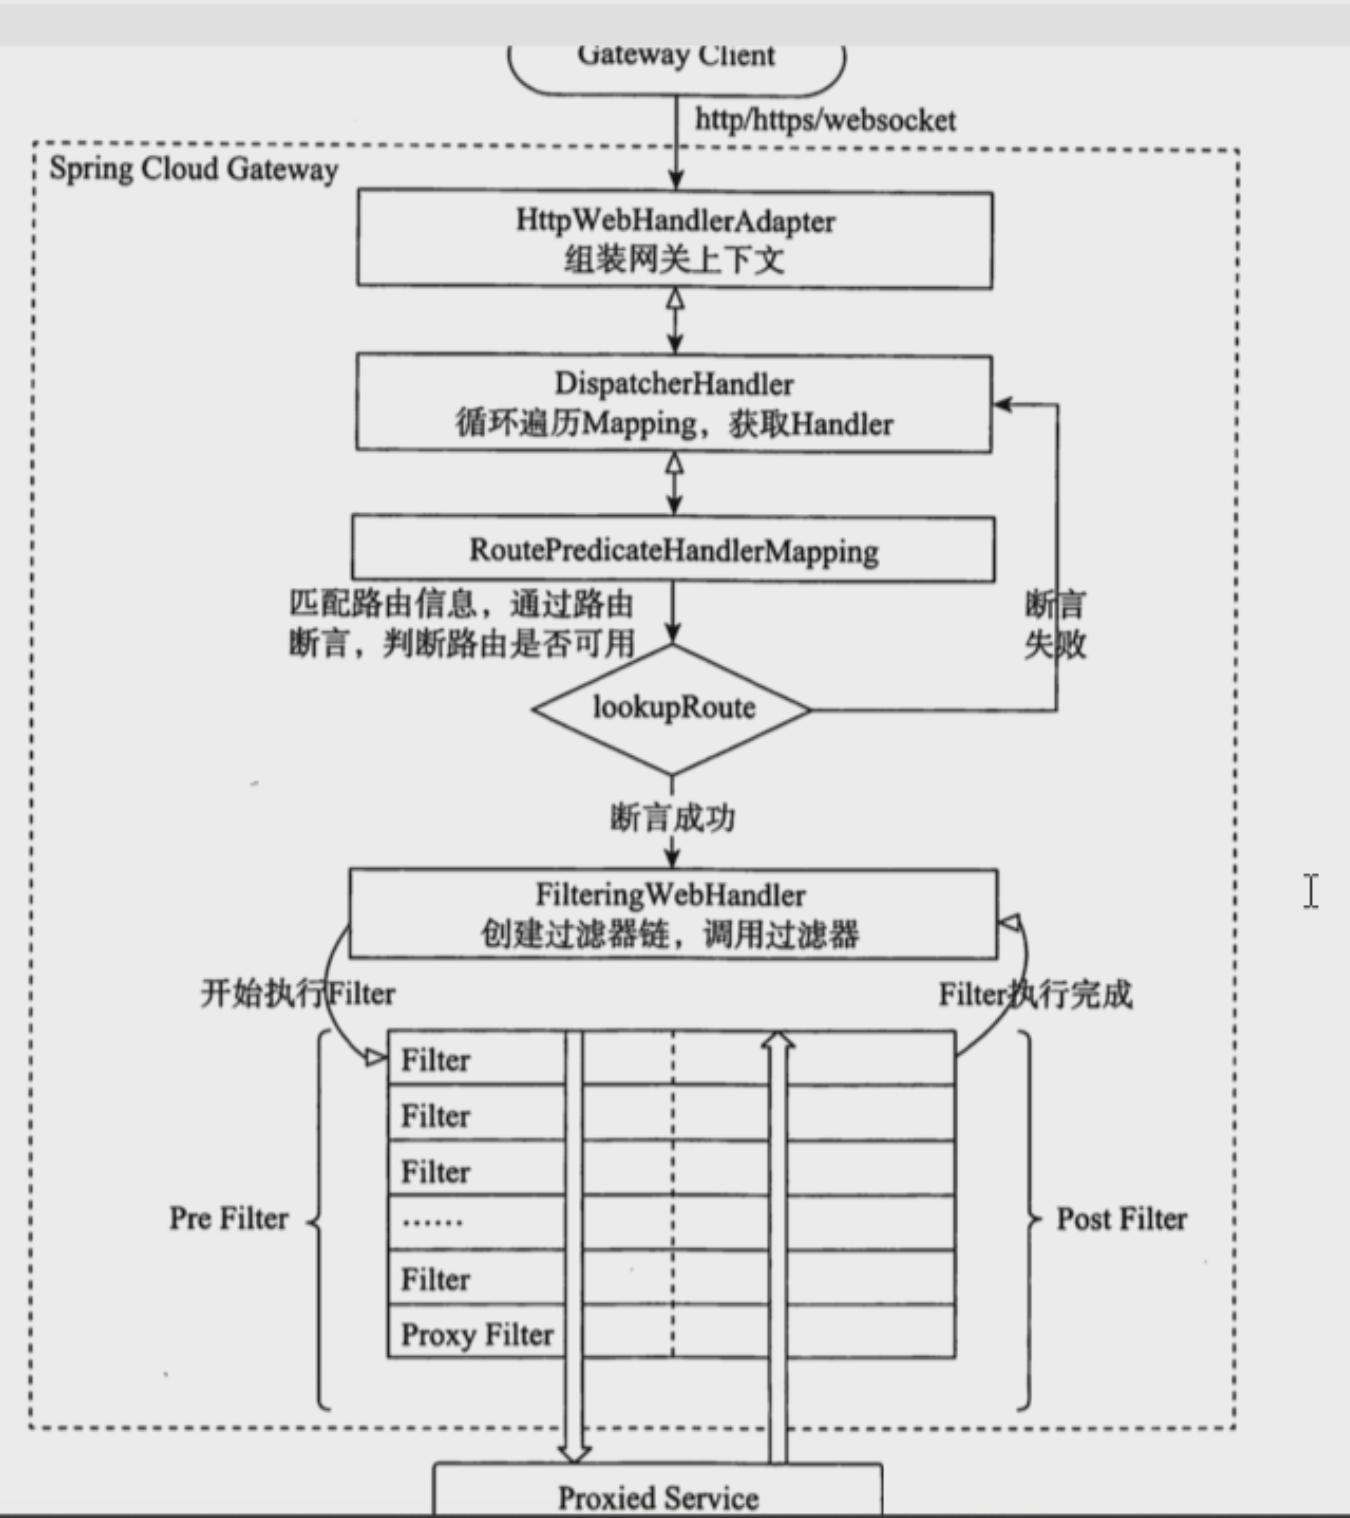 Gateway Client
http/https/websocket
Spring Cloud Gateway
HttpWebHandlerAdapter
组装网关上下文
DispatcherHandler
循环遍历Mapping，获取Handler
RoutePredicateHandlerMapping
匹配路由信息，通过路由
断言，判断路由是否可用
断言
失败
lookupRoute
断言成功
FilteringWebHandler
创建过滤器链，调用过滤器
开始执行Filter
Filter执行完成
Filter
Filter
Filter
……
Filter
Proxy Filter
Pre Filter
Post Filter
Proxied Service